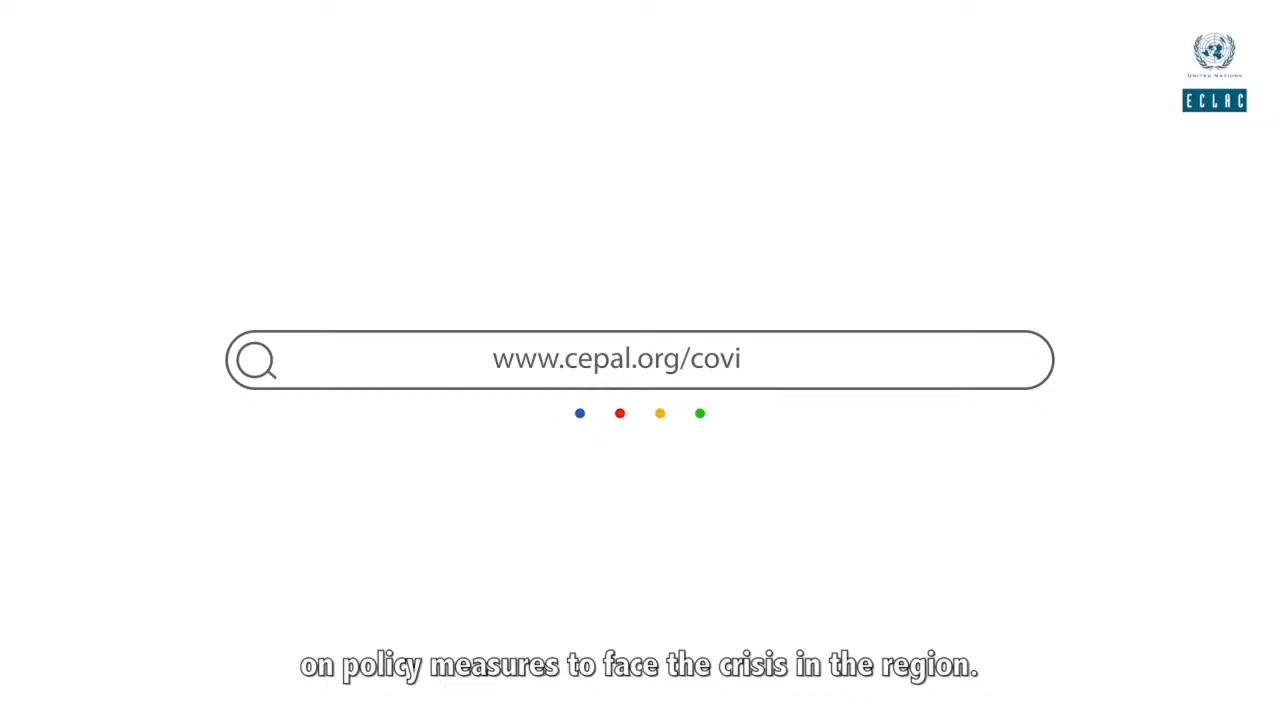 UNITED NATIONS
ECLAC
www.cepal.org/covi
on policy measures to face the crisis in the region.